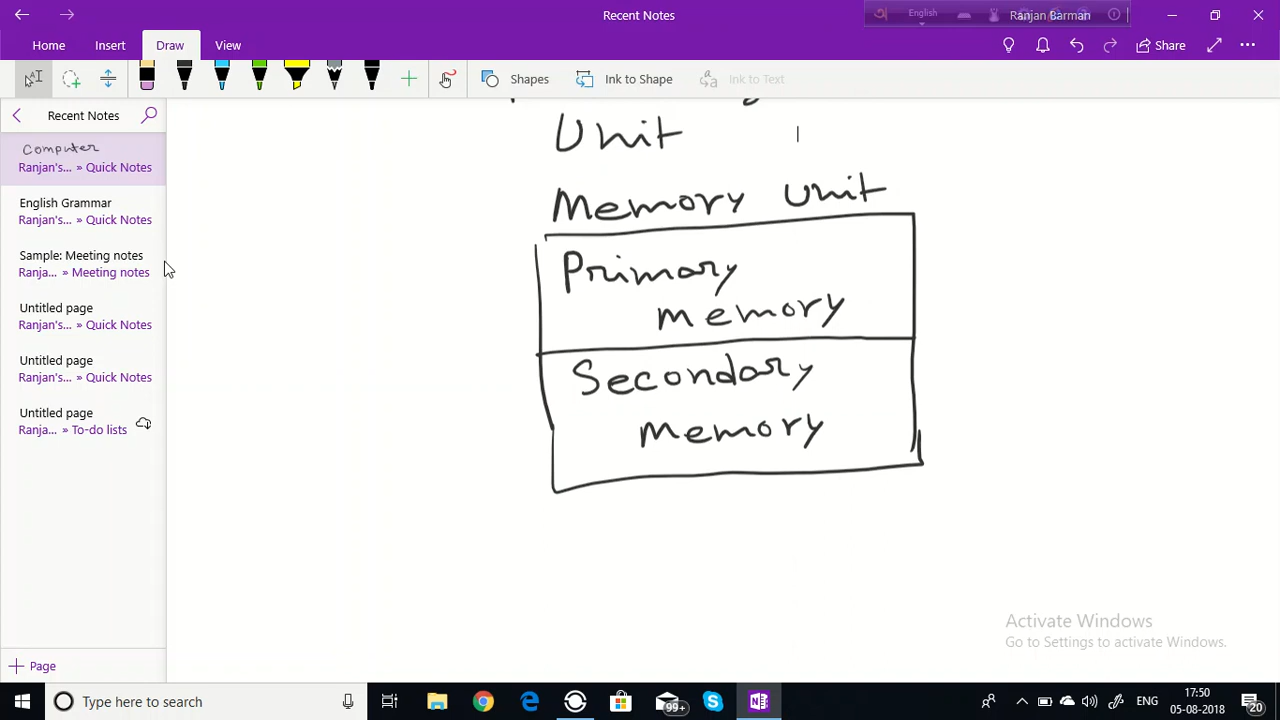 Recent Notes
English
Ranjan Barman
Home
Insert
Draw
View
Share
Shapes
Ink to Shape
Ink to Text
Recent Notes
Computer
Ranjan's... » Quick Notes
English Grammar
Ranjan's... » Quick Notes
Sample: Meeting notes
Ranja... » Meeting notes
Untitled page
Ranjan's... » Quick Notes
Untitled page
Ranjan's... » Quick Notes
Untitled page
Ranja... » To-do lists
Page
Unit
Memory Unit
Primary
memory
Secondary
memory
Activate Windows
Go to Settings to activate Windows.
Type here to search
99+
ENG
17:50
05-08-2018
20